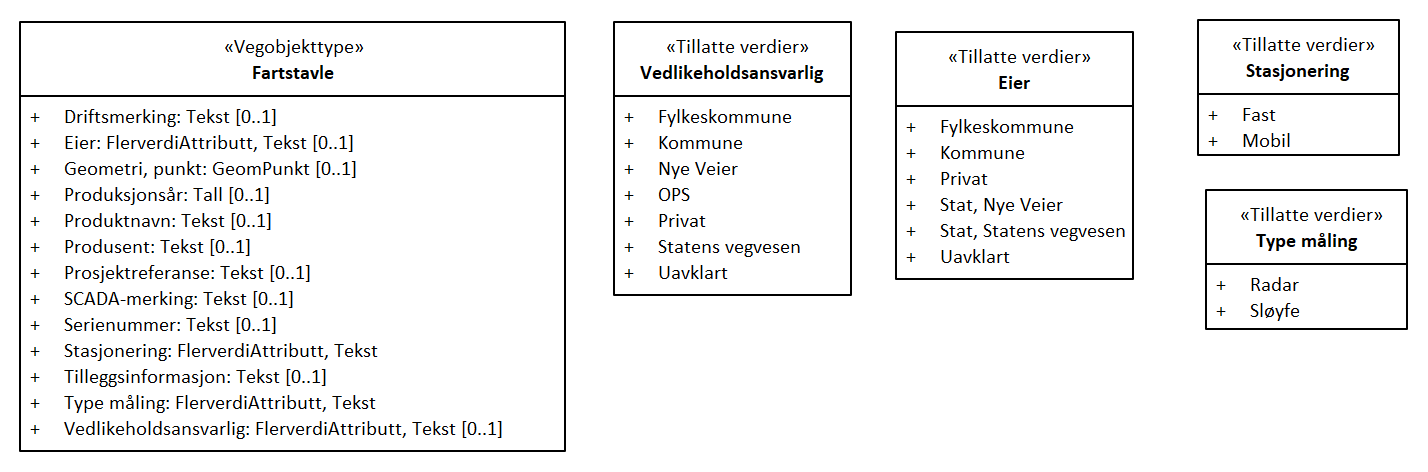 «Vegobjekttype»
Fartstavle
+ Driftsmerking: Tekst [0..1]
+ Eier: FlerverdiAttributt, Tekst [0..1]
+ Geometri, punkt: GeomPunkt [0..1]
+ Produksjonsår: Tall [0..1]
+ Produktnavn: Tekst [0..1]
+ Produsent: Tekst [0..1]
+ Prosjektreferanse: Tekst [0..1]
+ SCADA-merking: Tekst [0..1]
+ Serienummer: Tekst [0..1]
+ Stasjonering: FlerverdiAttributt, Tekst
+ Tilleggsinformasjon: Tekst [0..1]
+ Type måling: FlerverdiAttributt, Tekst
+ Vedlikeholdsansvarlig: FlerverdiAttributt, Tekst [0..1]
«Tillatte verdier»
Vedlikeholdsansvarlig
+ Fylkeskommune
+ Kommune
+ Nye Veier
+ OPS
+ Privat
+ Statens vegvesen
+ Uavklart
«Tillatte verdier»
Eier
+ Fylkeskommune
+ Kommune
+ Privat
+ Stat, Nye Veier
+ Stat, Statens vegvesen
+ Uavklart
«Tillatte verdier»
Stasjonering
+ Fast
+ Mobil
«Tillatte verdier»
Type måling
+ Radar
+ Sløyfe